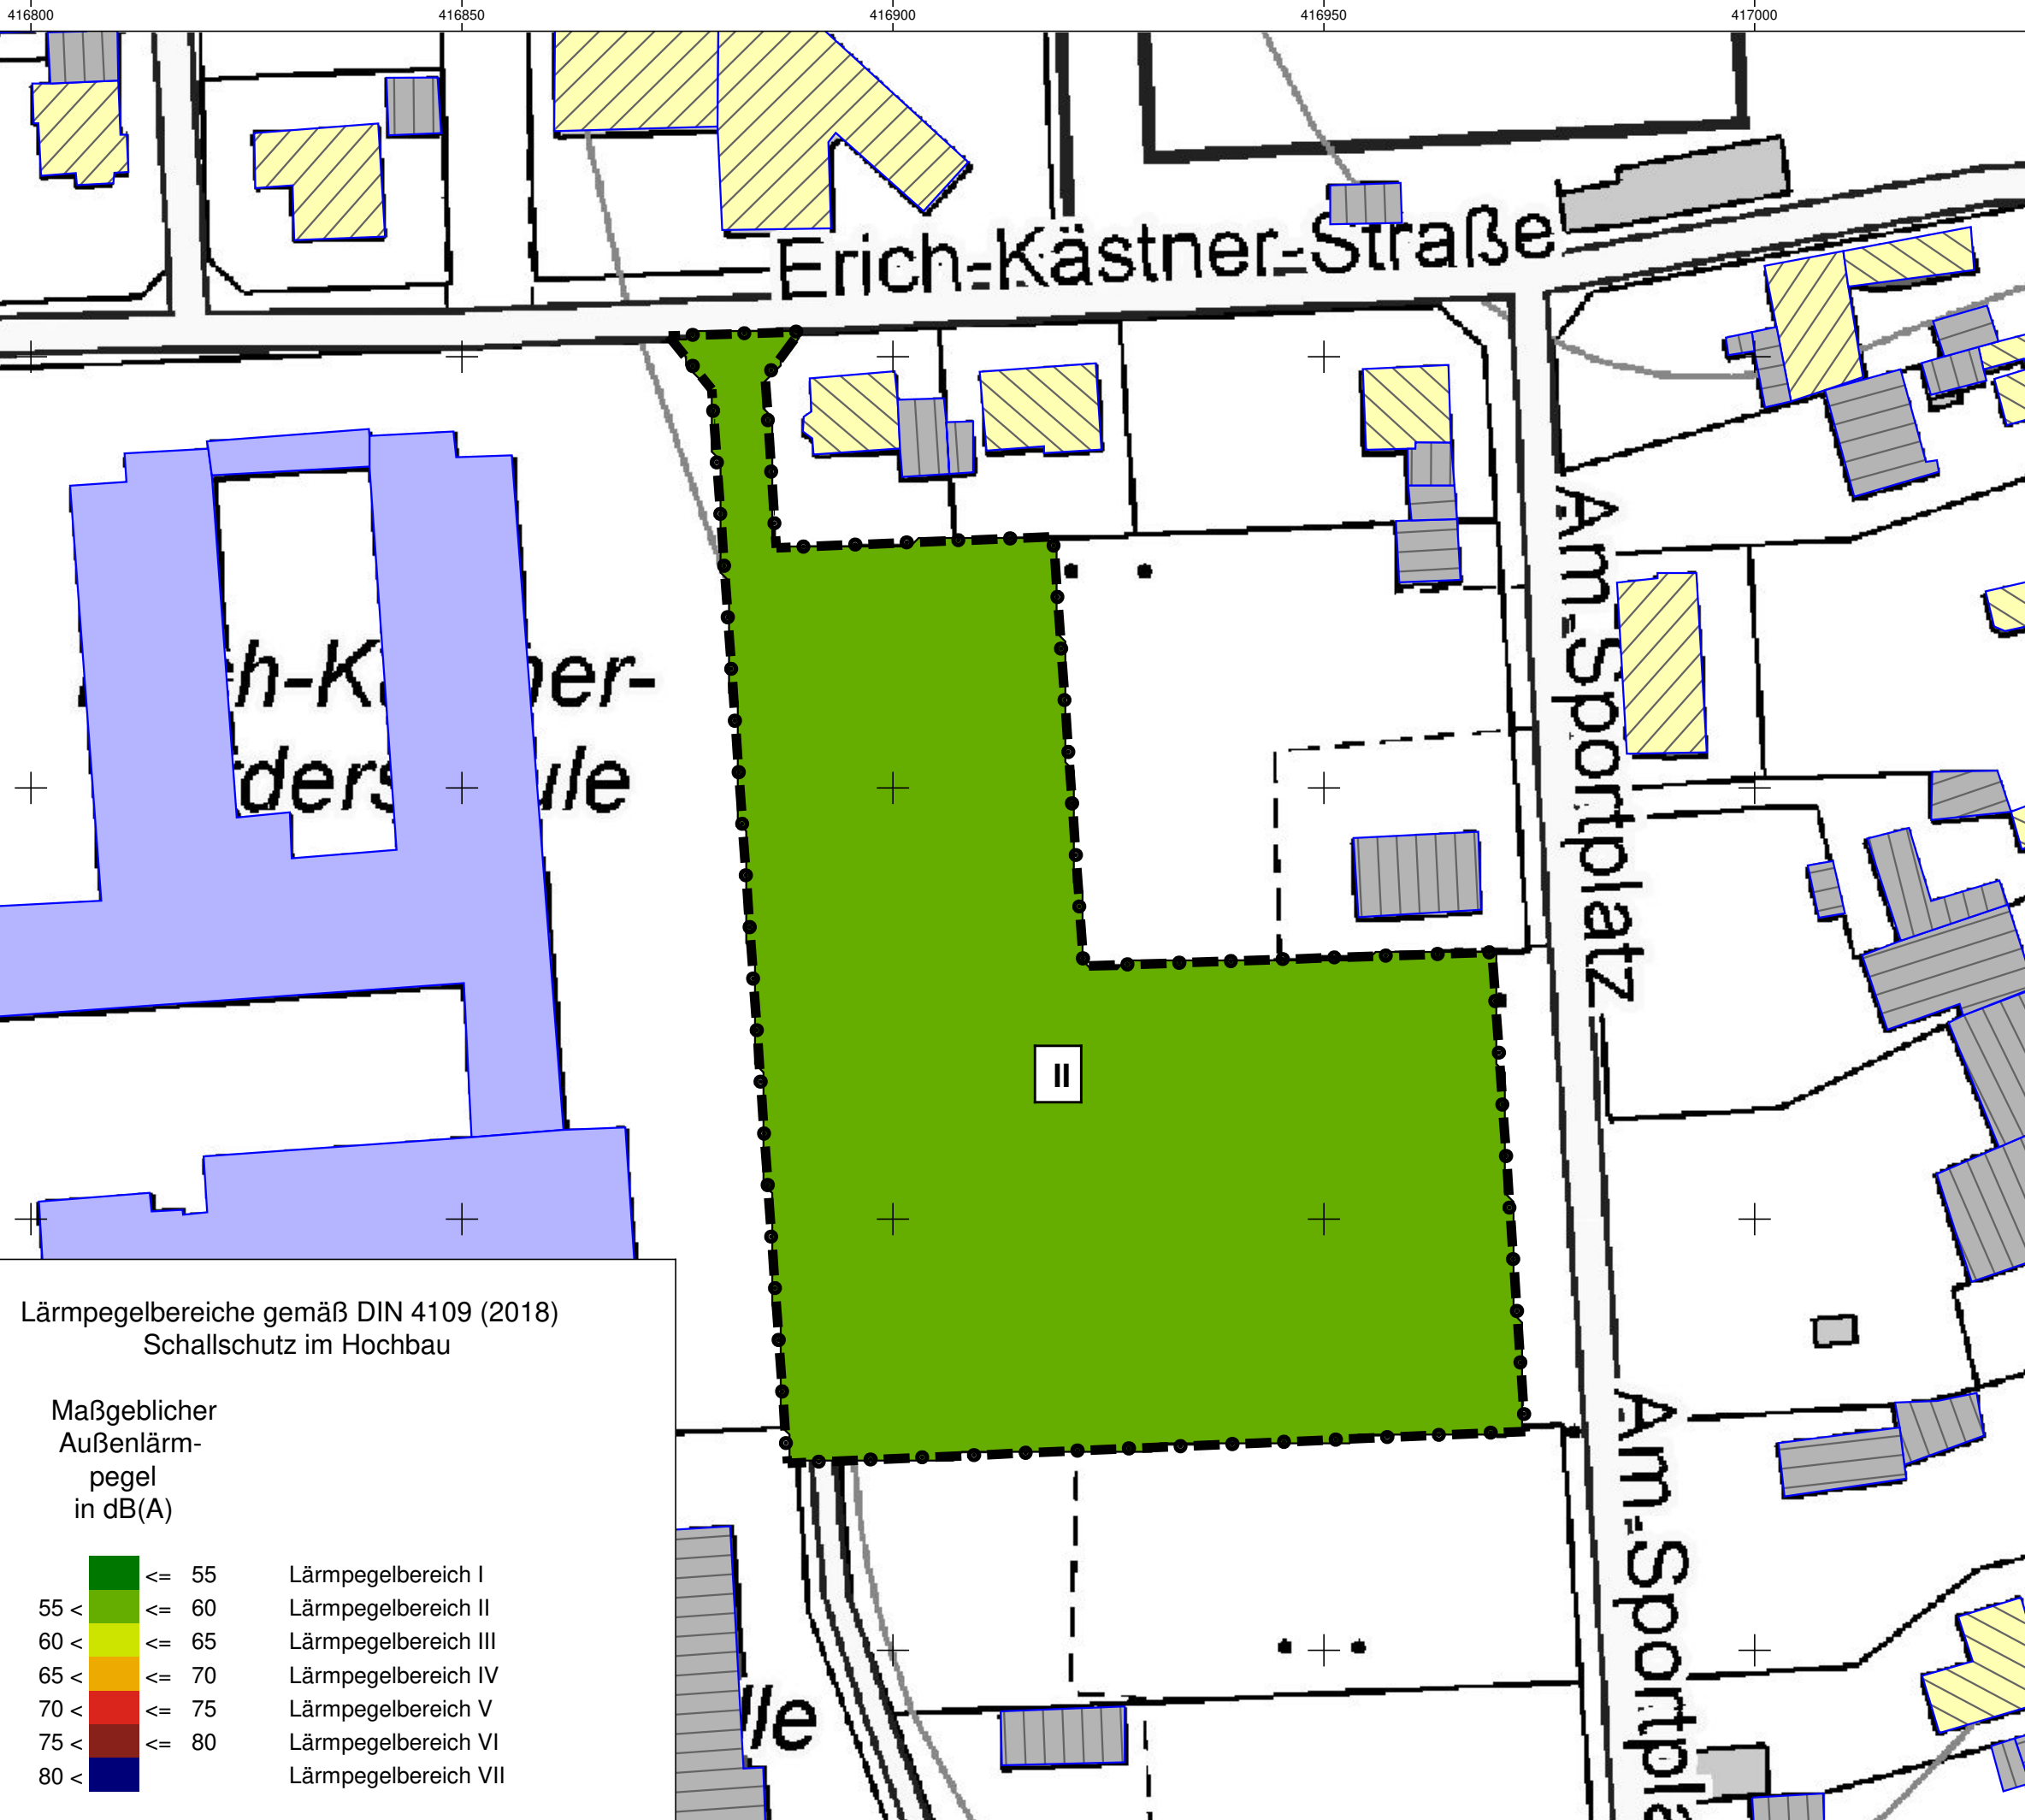 416800 416850 416900 416950 417000
Erich-Kästner-Straße
Am-Sportplatz
II
Am-Sportpla
Lärmpegelbereiche gemäß DIN 4109 (2018)
Schallschutz im Hochbau
Maßgeblicher
Außenlärm-
pegel
in dB(A)
<= 55 Lärmpegelbereich I
55 < <= 60 Lärmpegelbereich II
60 < <= 65 Lärmpegelbereich III
65 < <= 70 Lärmpegelbereich IV
70 < <= 75 Lärmpegelbereich V
75 < <= 80 Lärmpegelbereich VI
80 < Lärmpegelbereich VII